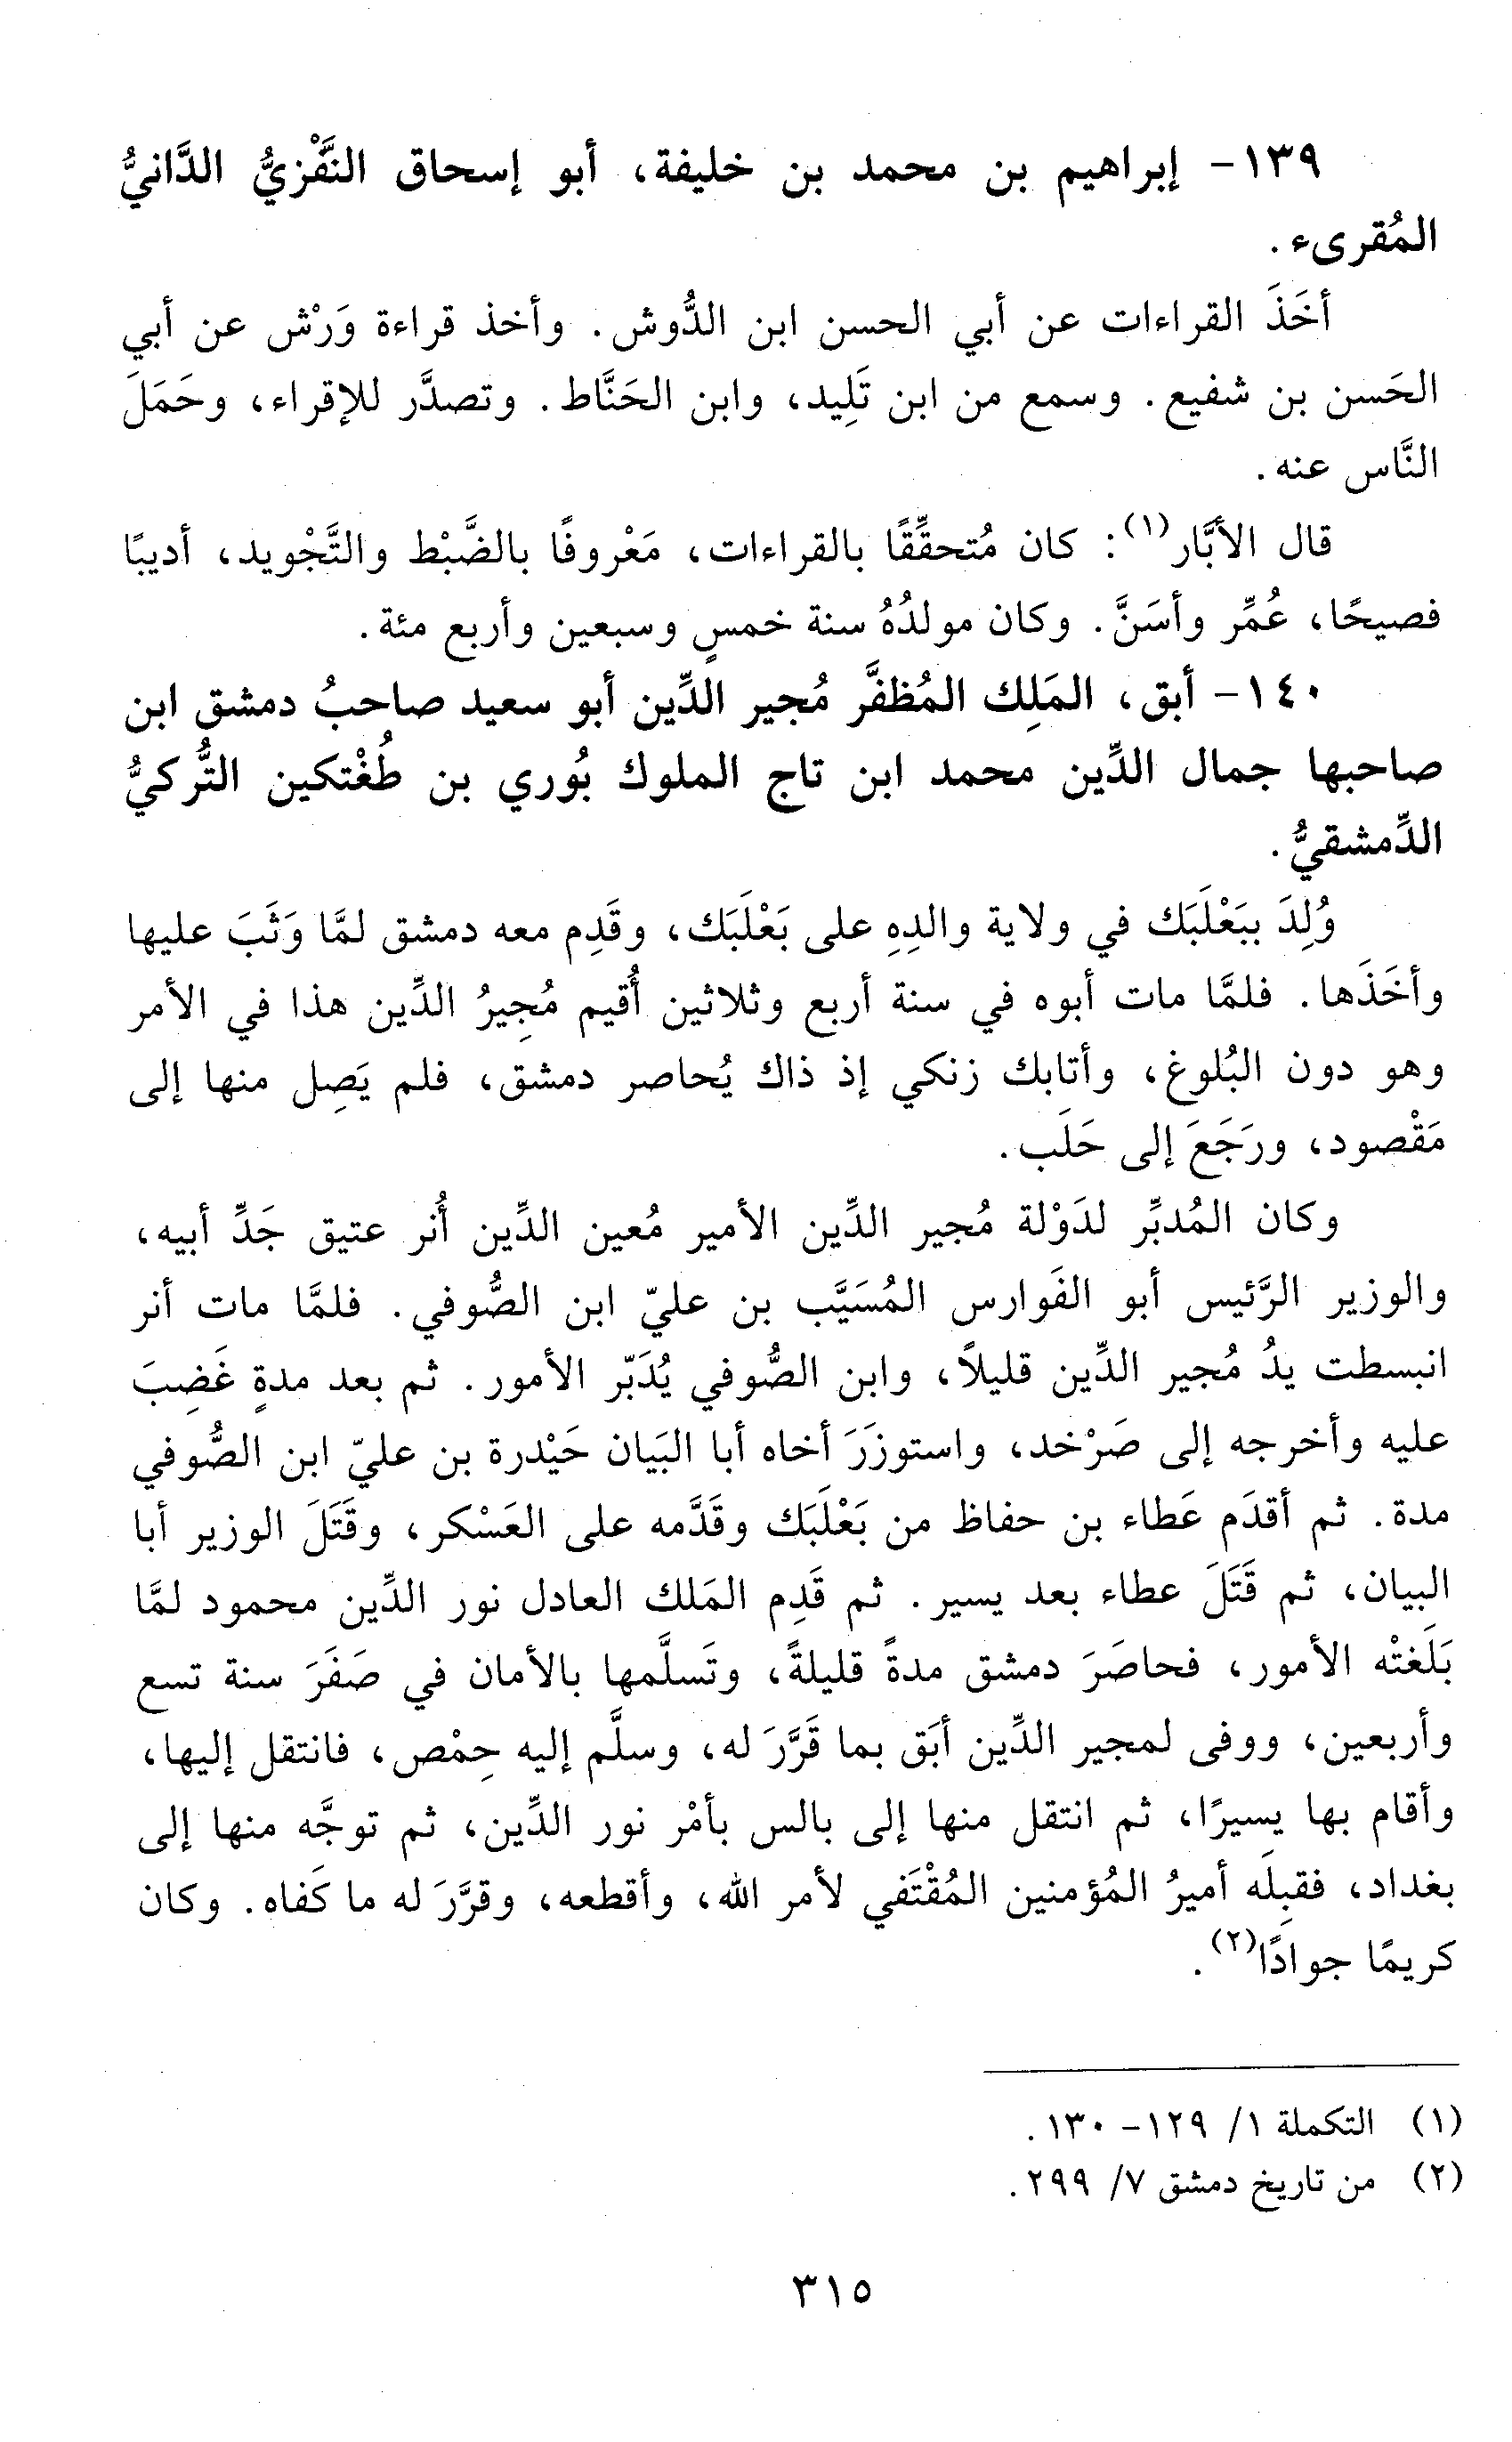 ١٣٩- إبراهيم بن محمد بن خليفة، أبو إسحاق النَّفْزيُّ الدَّانيُّ
المُقرىء.
أخَذَ القراءات عن أبي الحسن ابن الدُّوش. وأخذ قراءة وَرْش عن أبي
الحَسن بن شفيع. وسمع من ابن تَلِيد، وابن الحَنَّاط. وتصدَّر للإقراء، وحَمَلَ
النَّاس عنه.
قال الأبَّار(١): كان مُتحقِّقًا بالقراءات، مَعْروفًا بالضَّبْط والتَّجْويد، أديبًا
فصيحًا، عُمِّر وأسَنَّ. وكان مولدُهُ سنة خمسٍ وسبعين وأربع مئة.
١٤٠- أبق، المَلِك المُظفَّر مُجير الدِّين أبو سعيد صاحبُ دمشق ابن
صاحبها جمال الدِّين محمد ابن تاج الملوك بُوري بن طُغْتكين التُّركيُّ
الدِّمشقيُّ.
وُلِدَ ببَعْلَبَك في ولاية والدِهِ على بَعْلَبَك، وقَدِم معه دمشق لمَّا وَثَبَ عليها
وأخَذَها. فلمَّا مات أبوه في سنة أربع وثلاثين أُقيم مُجِيرُ الدِّين هذا في الأمر
وهو دون البُلوغ، وأتابك زنكي إذ ذاك يُحاصر دمشق، فلم يَصِل منها إلى
مَقْصود، ورَجَعَ إلى حَلَب.
وكان المُدبِّر لدَوْلة مُجير الدِّين الأمير مُعين الدِّين أُنر عتيق جَدِّ أبيه،
والوزير الرَّئيس أبو الفَوارس المُسَيَّب بن عليّ ابن الصُّوفي. فلمَّا مات أنر
انبسطت يدُ مُجير الدِّين قليلاً، وابن الصُّوفي يُدَبّر الأمور. ثم بعد مدةٍ غَضِبَ
عليه وأخرجه إلى صَرْخد، واستوزَرَ أخاه أبا البَيان حَيْدرة بن عليّ ابن الصُّوفي
مدة. ثم أقدَم عَطاء بن حفاظ من بَعْلَبَك وقَدَّمه على العَسْكر، وقَتَلَ الوزير أبا
البيان، ثم قَتَلَ عطاء بعد يسير. ثم قَدِم المَلك العادل نور الدِّين محمود لمَّا
بَلَغتْه الأمور، فحاصَرَ دمشق مدةً قليلةً، وتَسلَّمها بالأمان في صَفَرَ سنة تسع
وأربعين، ووفى لمجير الدِّين أبَق بما قَرَّرَ له، وسلَّم إليه حِمْص، فانتقل إليها،
وأقام بها يسيرًا، ثم انتقل منها إلى بالس بأمْر نور الدِّين، ثم توجَّه منها إلى
بغداد، فقبِلَه أميرُ المُؤمنين المُقْتَفي لأمر الله، وأقطعه، وقرَّرَ له ما كَفاه. وكان
كريمًا جوادًا(٢).
(١) التكملة ١/ ١٢٩- ١٣٠.
(٢) من تاريخ دمشق ٧/ ٢٩٩.
٣١٥